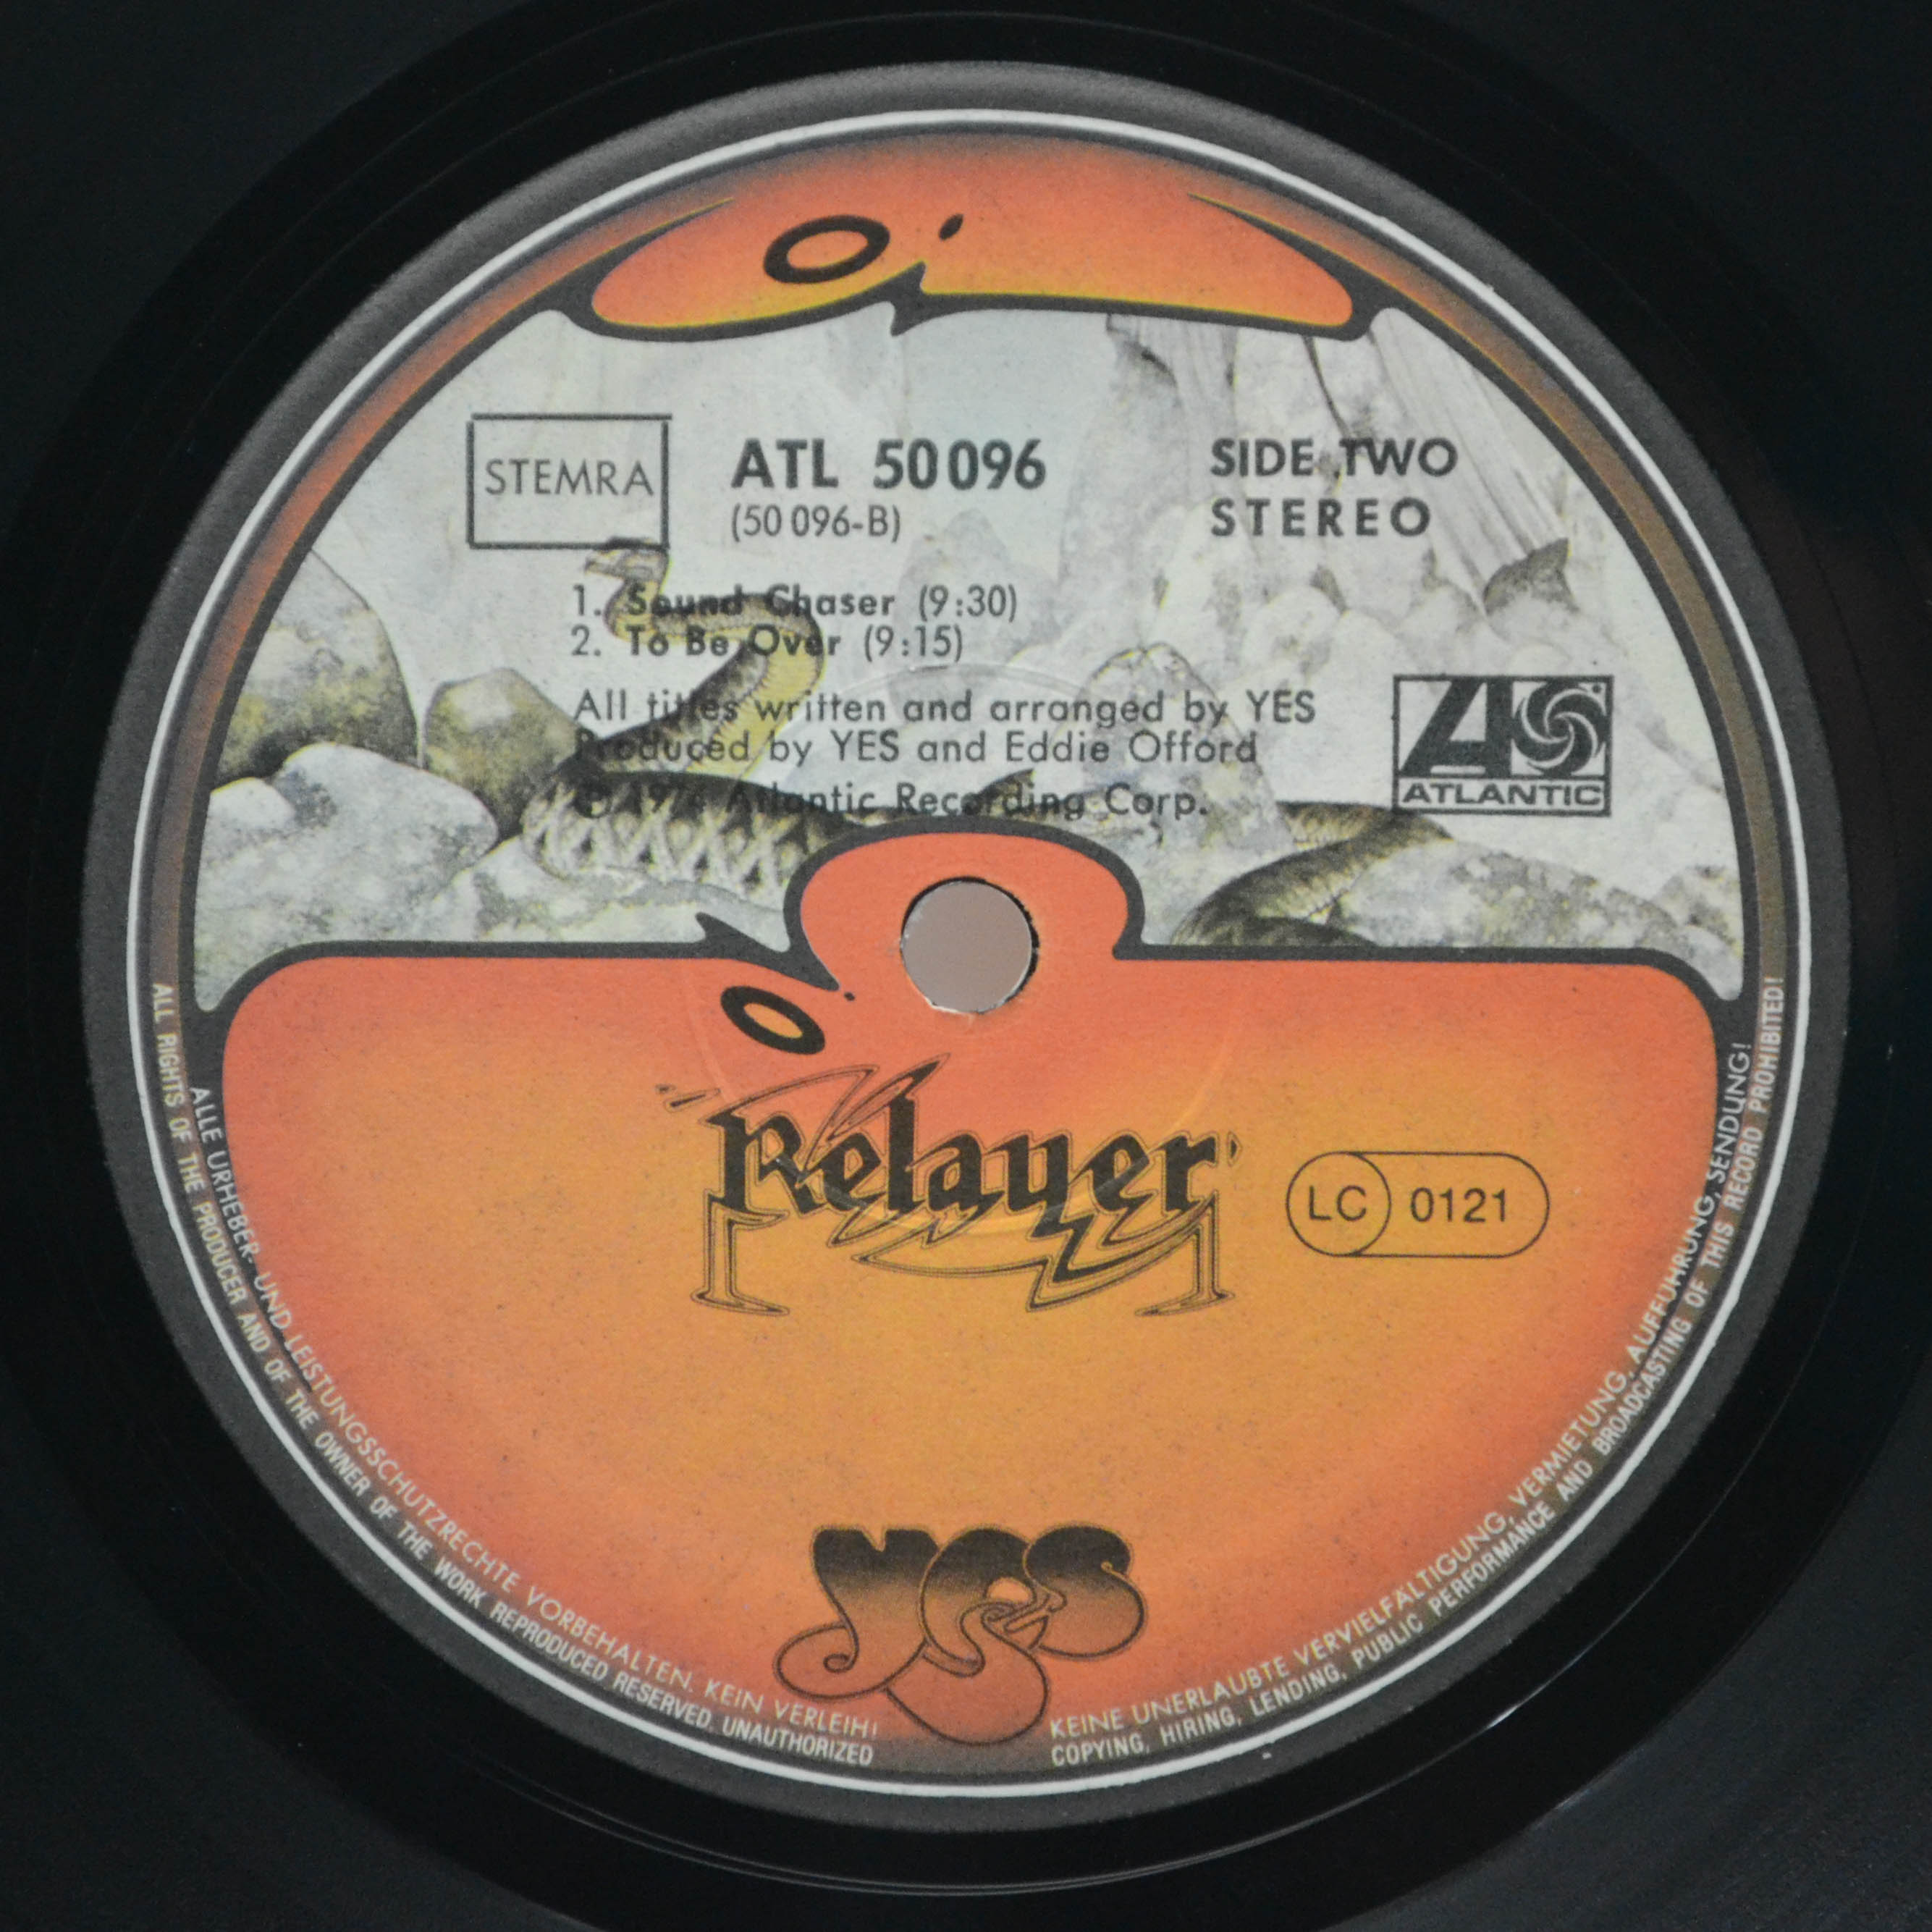 STEMRA
ATL 50 096
(50 096-B)
SIDE TWO
STEREO
1. Sound Chaser (9:30)
2. To Be Over (9:15)
All titles written and arranged by YES
Produced by YES and Eddie Offord
Ⓟ 1974 Atlantic Recording Corp.
ATLANTIC
Relayer
LC 0121
YES
ALLE URHEBER- UND LEISTUNGSSCHUTZRECHTE VORBEHALTEN. KEIN VERLEIH!
KEINE UNERLAUBTE VERVIELFÄLTIGUNG, VERMIETUNG, AUFFÜHRUNG, SENDUNG!
ALL RIGHTS OF THE PRODUCER AND OF THE OWNER OF THE WORK REPRODUCED RESERVED. UNAUTHORIZED
COPYING, HIRING, LENDING, PUBLIC PERFORMANCE AND BROADCASTING OF THIS RECORD PROHIBITED!